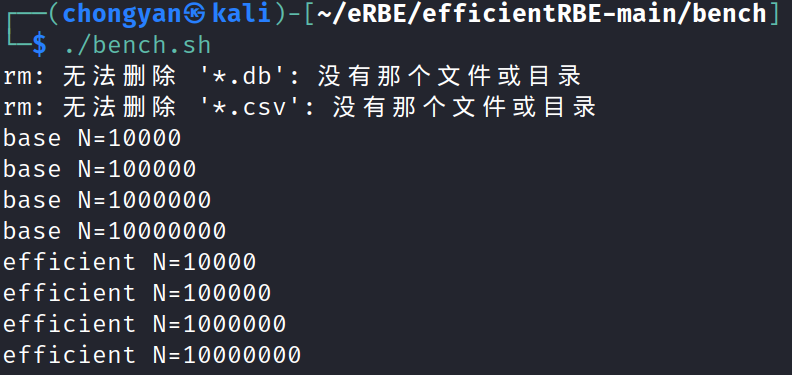 ┌──(chongyan㉿kali)-[~/eRBE/efficientRBE-main/bench]
└─$ ./bench.sh
rm: 无法删除 '*.db': 没有那个文件或目录
rm: 无法删除 '*.csv': 没有那个文件或目录
base N=10000
base N=100000
base N=1000000
base N=10000000
efficient N=10000
efficient N=100000
efficient N=1000000
efficient N=10000000